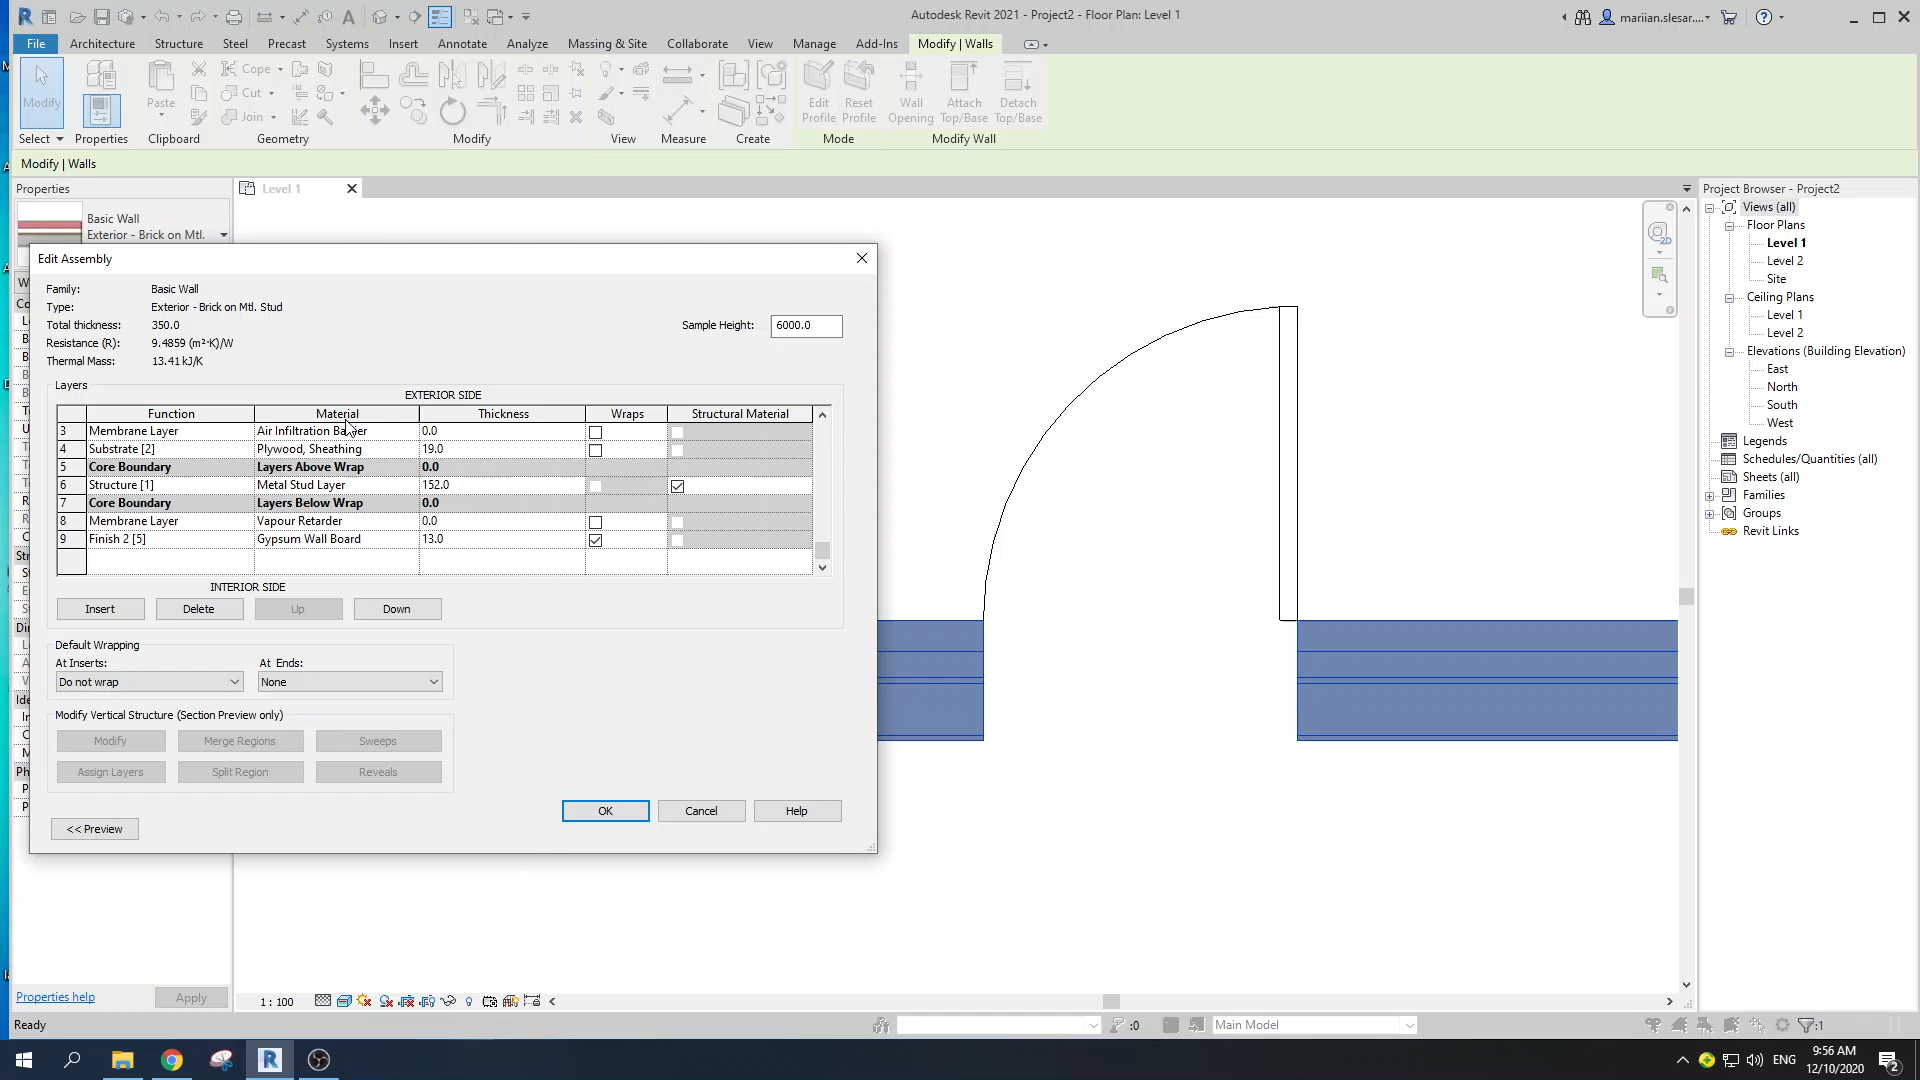 Autodesk Revit 2021 - Project2 - Floor Plan: Level 1
mariian.slesar....
File Architecture Structure Steel Precast Systems Insert Annotate Analyze Massing & Site Collaborate View Manage Add-Ins Modify | Walls
Modify
Paste
Cope
Cut
Join
Edit Profile
Reset Profile
Wall Opening
Attach Top/Base
Detach Top/Base
Select Properties Clipboard Geometry Modify View Measure Create Mode Modify Wall
Modify | Walls
Properties
Basic Wall
Exterior - Brick on Mtl.
Level 1
Edit Assembly
Family: Basic Wall
Type: Exterior - Brick on Mtl. Stud
Total thickness: 350.0
Resistance (R): 9.4859 (m²·K)/W
Thermal Mass: 13.41 kJ/K
Sample Height: 6000.0
Layers
EXTERIOR SIDE
Function Material Thickness Wraps Structural Material
3 Membrane Layer Air Infiltration Barrier 0.0
4 Substrate [2] Plywood, Sheathing 19.0
5 Core Boundary Layers Above Wrap 0.0
6 Structure [1] Metal Stud Layer 152.0
7 Core Boundary Layers Below Wrap 0.0
8 Membrane Layer Vapour Retarder 0.0
9 Finish 2 [5] Gypsum Wall Board 13.0
INTERIOR SIDE
Insert Delete Up Down
Default Wrapping
At Inserts: At Ends:
Do not wrap None
Modify Vertical Structure (Section Preview only)
Modify Merge Regions Sweeps
Assign Layers Split Region Reveals
OK Cancel Help
<< Preview
Properties help Apply
1 : 100
Ready
:0
Main Model
:1
Project Browser - Project2
Views (all)
Floor Plans
Level 1
Level 2
Site
Ceiling Plans
Level 1
Level 2
Elevations (Building Elevation)
East
North
South
West
Legends
Schedules/Quantities (all)
Sheets (all)
Families
Groups
Revit Links
2D
ENG
9:56 AM
12/10/2020
2